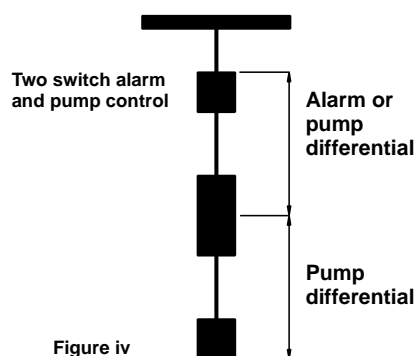 Two switch alarm
and pump control
Alarm or
pump
differential
Pump
differential
Figure iv